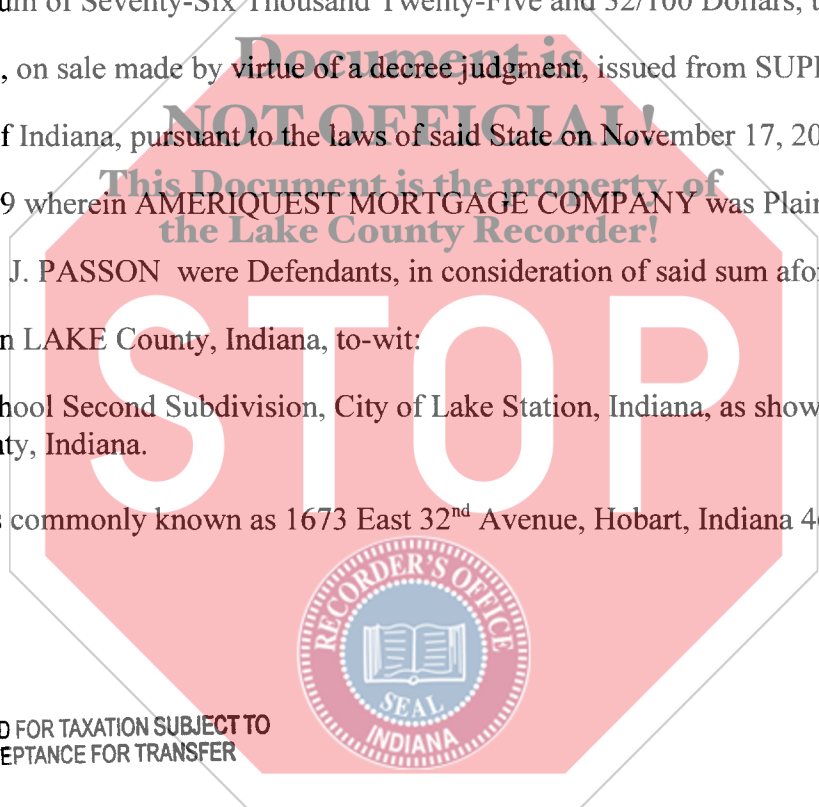 um of Seventy-Six Thousand Twenty-Five and 32/100 Dollars,
Document is
, on sale made by virtue of a decree judgment, issued from
NOT OFFICIAL!
f Indiana, pursuant to the laws of said State on November 17, 20
This Document is the property of
9 wherein AMERIQUEST MORTGAGE COMPANY was Plain
the Lake County Recorder!
J. PASSON were Defendants, in consideration of said sum afo
n LAKE County, Indiana, to-wit:
STOP
hool Second Subdivision, City of Lake Station, Indiana, as show
ty, Indiana.
s commonly known as 1673 East 32nd Avenue, Hobart, Indiana 4
RECORDER'S OFFICE
SEAL
INDIANA
D FOR TAXATION SUBJECT TO
EPTANCE FOR TRANSFER